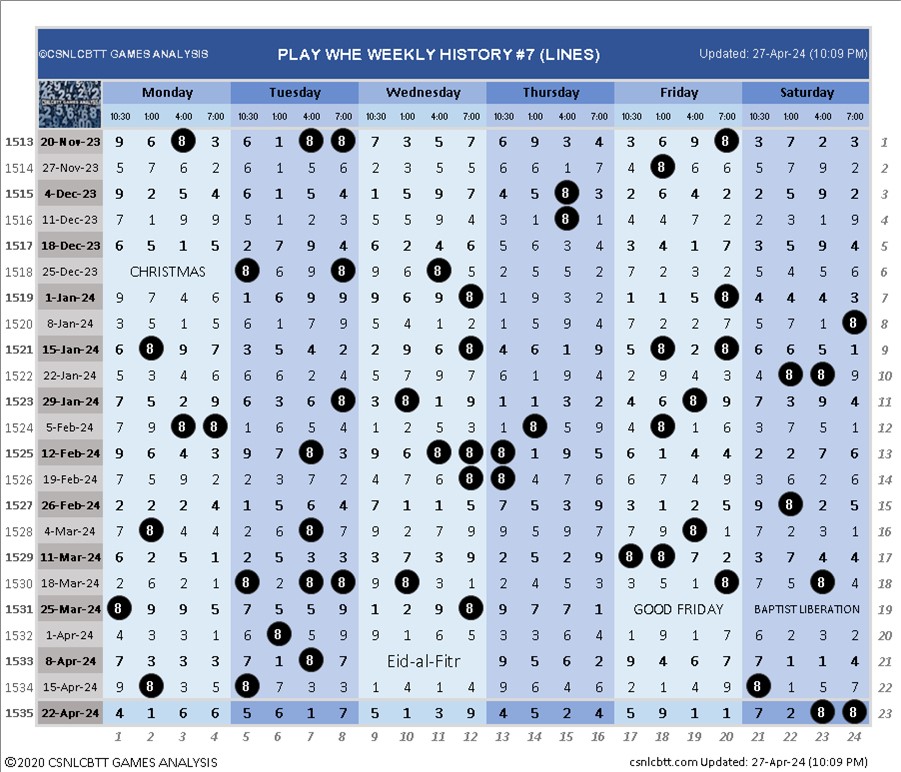 ©CSNLCBTT GAMES ANALYSIS PLAY WHE WEEKLY HISTORY #7 (LINES) Updated: 27-Apr-24 (10:09 PM)
Monday Tuesday Wednesday Thursday Friday Saturday
10:30 1:00 4:00 7:00 10:30 1:00 4:00 7:00 10:30 1:00 4:00 7:00 10:30 1:00 4:00 7:00 10:30 1:00 4:00 7:00 10:30 1:00 4:00 7:00
1513 20-Nov-23 9 6 8 3 6 1 8 8 7 3 5 7 6 9 3 4 3 6 9 8 3 7 2 3 1
1514 27-Nov-23 5 7 6 2 6 1 5 6 2 3 5 5 6 6 1 7 4 8 6 6 5 7 9 2 2
1515 4-Dec-23 9 2 5 4 6 1 5 4 1 5 9 7 4 5 8 3 2 6 4 2 2 5 9 2 3
1516 11-Dec-23 7 1 9 9 5 1 2 3 5 5 9 4 3 1 8 1 4 4 7 2 2 3 1 9 4
1517 18-Dec-23 6 5 1 5 2 7 9 4 6 2 4 6 5 6 3 4 3 4 1 7 3 5 9 4 5
1518 25-Dec-23 CHRISTMAS 8 6 9 8 9 6 8 5 2 5 5 2 7 2 3 2 5 4 5 6 6
1519 1-Jan-24 9 7 4 6 1 6 9 9 9 6 9 8 1 9 3 2 1 1 5 8 4 4 4 3 7
1520 8-Jan-24 3 5 1 5 6 1 7 9 5 4 1 2 1 5 9 4 7 2 2 7 5 7 1 8 8
1521 15-Jan-24 6 8 9 7 3 5 4 2 2 9 6 8 4 6 1 9 5 8 2 8 6 6 5 1 9
1522 22-Jan-24 5 3 4 6 6 6 2 4 5 7 9 7 6 1 9 4 2 9 4 3 4 8 8 9 10
1523 29-Jan-24 7 5 2 9 6 3 6 8 3 8 1 9 1 1 3 2 4 6 8 9 7 3 9 4 11
1524 5-Feb-24 7 9 8 8 1 6 5 4 1 2 5 3 1 8 5 9 4 8 1 6 3 7 5 1 12
1525 12-Feb-24 9 6 4 3 9 7 8 3 9 6 8 8 8 1 9 5 6 1 4 4 2 2 7 6 13
1526 19-Feb-24 7 5 9 2 2 3 7 2 4 7 6 8 8 4 7 6 6 7 4 9 3 6 2 6 14
1527 26-Feb-24 2 2 2 4 1 5 6 4 7 1 1 5 7 5 3 9 3 1 2 5 9 8 2 5 15
1528 4-Mar-24 7 8 4 4 2 6 8 7 9 2 7 9 9 5 9 7 7 9 8 1 7 2 3 1 16
1529 11-Mar-24 6 2 5 1 2 5 3 3 3 7 3 9 2 5 2 9 8 8 7 2 3 7 4 4 17
1530 18-Mar-24 2 6 2 1 8 2 8 8 9 8 3 1 2 4 5 3 3 5 1 8 7 5 8 4 18
1531 25-Mar-24 8 9 9 5 7 5 5 9 1 2 9 8 9 7 7 1 GOOD FRIDAY BAPTIST LIBERATION 19
1532 1-Apr-24 4 3 3 1 6 8 5 9 9 1 6 5 3 3 6 4 1 9 1 7 6 2 3 2 20
1533 8-Apr-24 7 3 3 3 7 1 8 7 Eid-al-Fitr 9 5 6 2 9 4 6 7 7 1 1 4 21
1534 15-Apr-24 9 8 3 5 8 7 3 3 1 4 1 4 9 6 4 6 2 1 4 9 8 1 5 7 22
1535 22-Apr-24 4 1 6 6 5 6 1 7 5 1 3 9 4 5 2 4 5 9 1 1 7 2 8 8 23
1 2 3 4 5 6 7 8 9 10 11 12 13 14 15 16 17 18 19 20 21 22 23 24
©2020 CSNLCBTT GAMES ANALYSIS csnlcbtt.com Updated: 27-Apr-24 (10:09 PM)